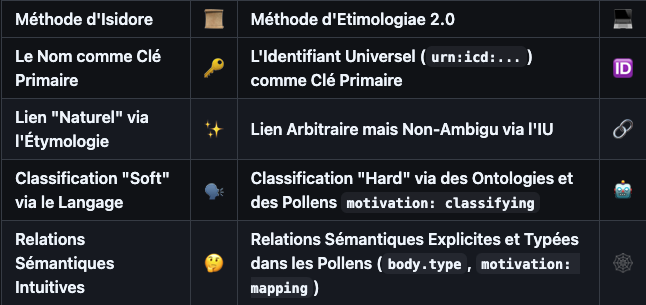 Méthode d'Isidore 📜 Méthode d'Etimologiae 2.0 💻
Le Nom comme Clé
Primaire 🔑 L'Identifiant Universel (urn:icd:...)
comme Clé Primaire 🆔
Lien "Naturel" via
l'Étymologie ✨ Lien Arbitraire mais Non-Ambigu via l'IU 🔗
Classification "Soft"
via le Langage 🗣️ Classification "Hard" via des Ontologies et
des Pollens motivation: classifying 🤖
Relations
Sémantiques
Intuitives 🤔 Relations Sémantiques Explicites et Typées
dans les Pollens (body.type, motivation:
mapping) 🕸️